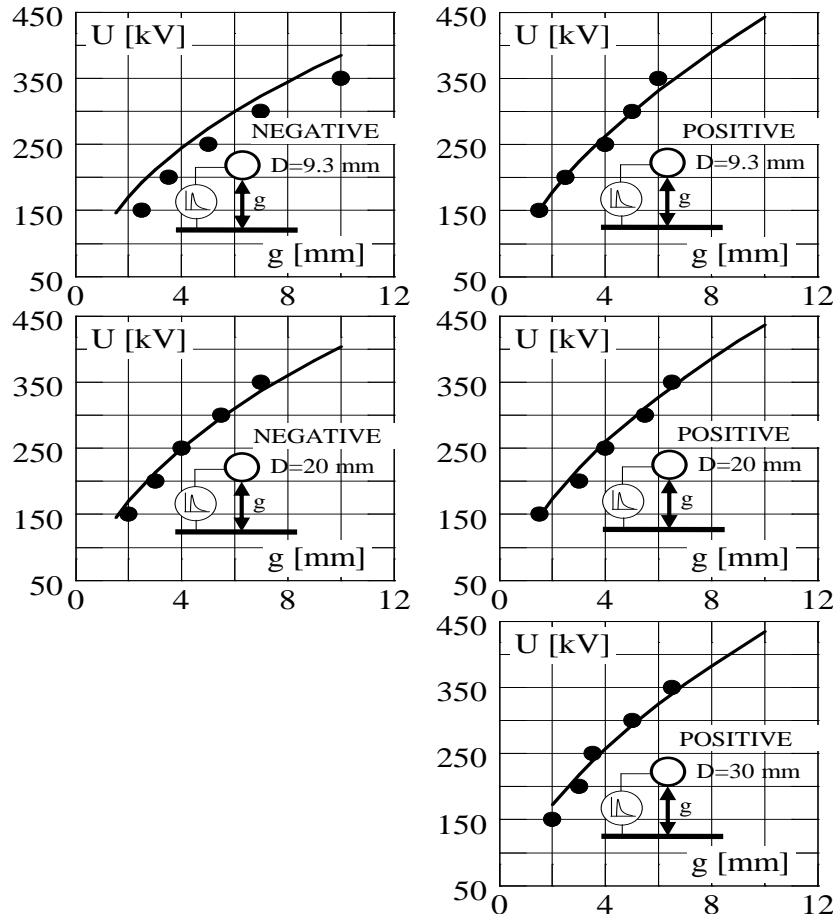 450
U [kV]
350
250
NEGATIVE
D=9.3 mm
150
g
g [mm]
50
0 4 8 12
450
U [kV]
350
250
POSITIVE
D=9.3 mm
150
g
g [mm]
50
0 4 8 12
450
U [kV]
350
250
NEGATIVE
D=20 mm
150
g
g [mm]
50
0 4 8 12
450
U [kV]
350
250
POSITIVE
D=20 mm
150
g
g [mm]
50
0 4 8 12
450
U [kV]
350
250
POSITIVE
D=30 mm
150
g
g [mm]
50
0 4 8 12